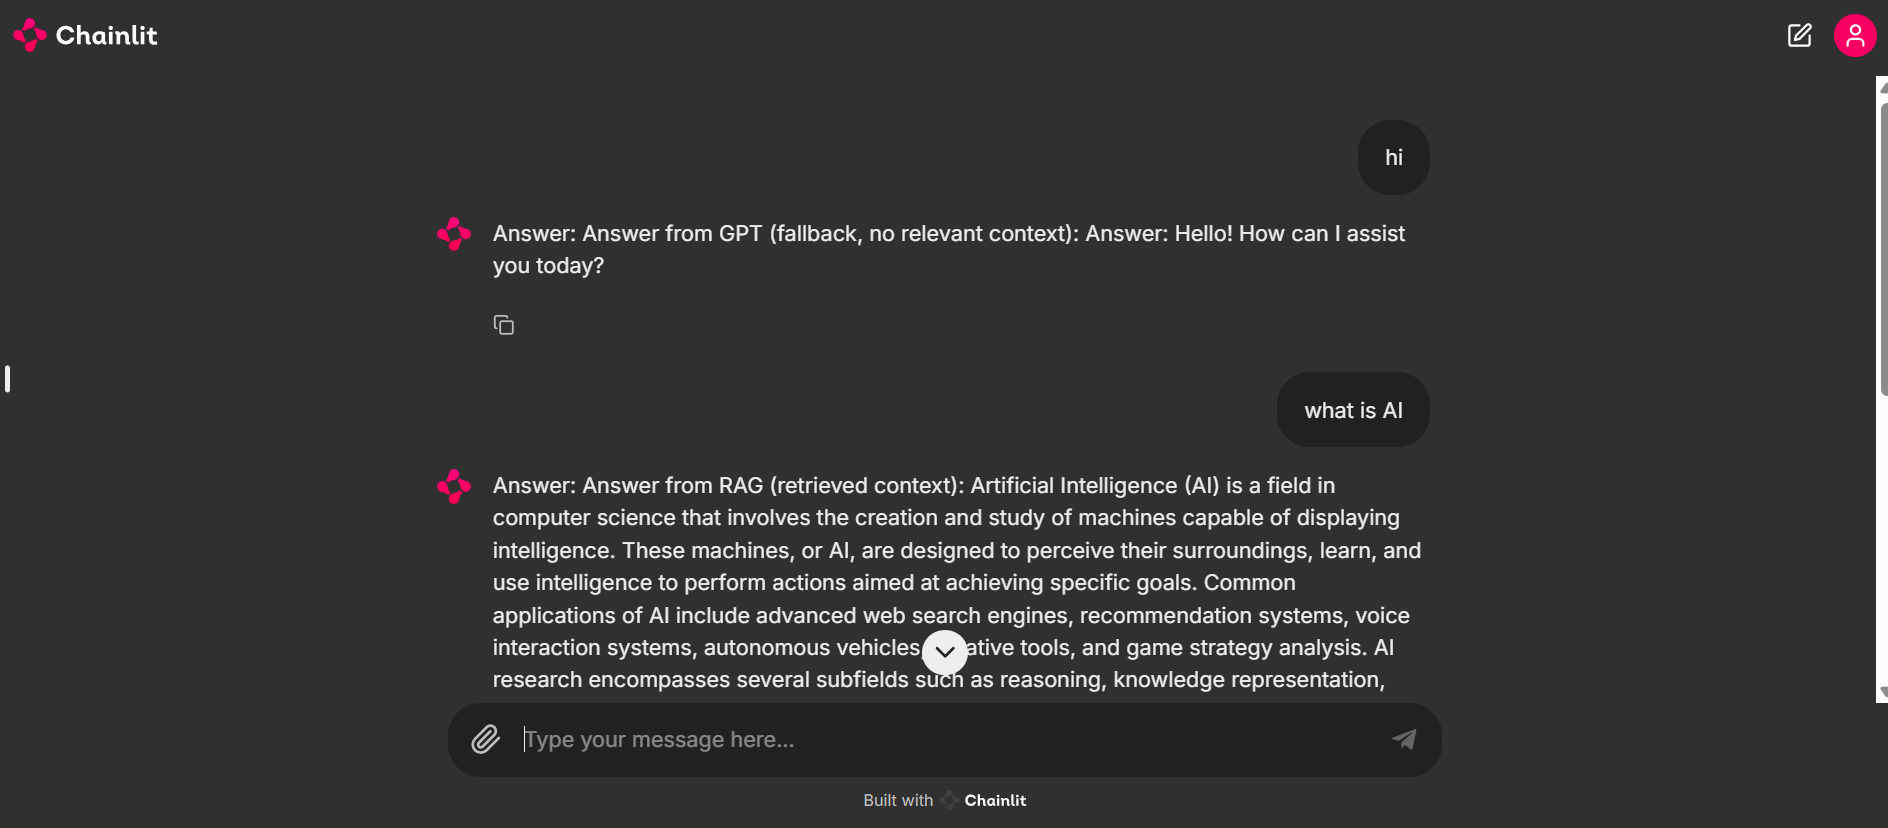 Chainlit
hi
Answer: Answer from GPT (fallback, no relevant context): Answer: Hello! How can I assist
you today?
what is AI
Answer: Answer from RAG (retrieved context): Artificial Intelligence (AI) is a field in
computer science that involves the creation and study of machines capable of displaying
intelligence. These machines, or AI, are designed to perceive their surroundings, learn, and
use intelligence to perform actions aimed at achieving specific goals. Common
applications of AI include advanced web search engines, recommendation systems, voice
interaction systems, autonomous vehicles, ative tools, and game strategy analysis. AI
research encompasses several subfields such as reasoning, knowledge representation,
Type your message here...
Built with Chainlit